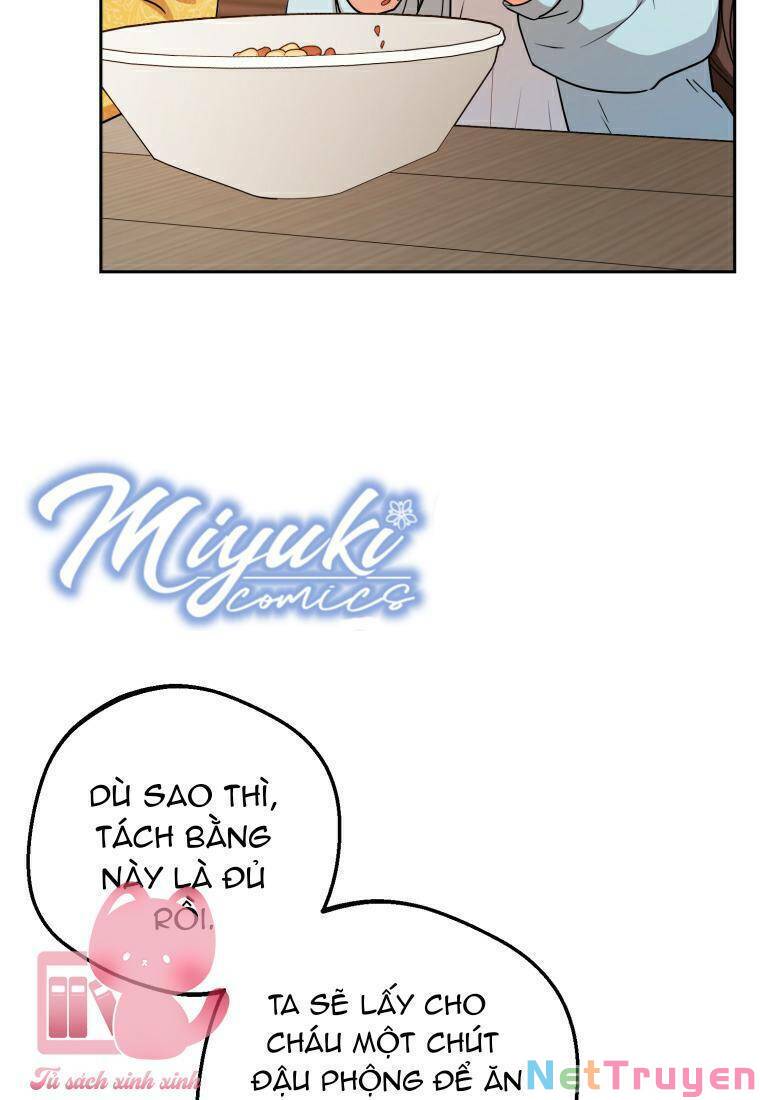 Miyuki
comics
DÙ SAO THÌ,
TÁCH BẰNG
NÀY LÀ ĐỦ
RỒI.
TA SẼ LẤY CHO
CHÁU MỘT CHÚT
ĐẬU PHỘNG ĐỂ ĂN
Tủ sách xinh xinh
NetTruyen